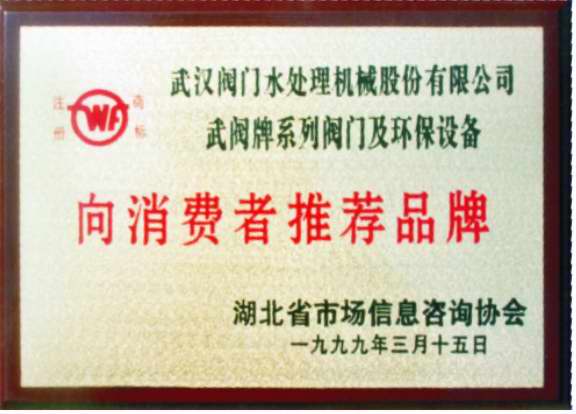 武汉阀门水处理机械股份有限公司
注册 WF 商标
武阀牌系列阀门及环保设备
向消费者推荐品牌
湖北省市场信息咨询协会
一九九九年三月十五日